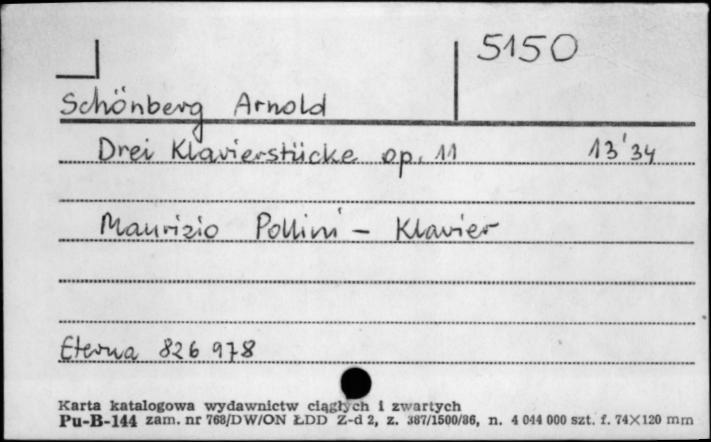 5150
Schönberg Arnold
Drei Klavierstücke op. 11 13'34
Maurizio Pollini - Klavier
Eterna 826 978
Karta katalogowa wydawnictw ciągłych i zwartych
Pu-B-144 zam. nr 768/DW/ON ŁDD Z-d 2, z. 387/1500/86, n. 4 044 000 szt. f. 74×120 mm